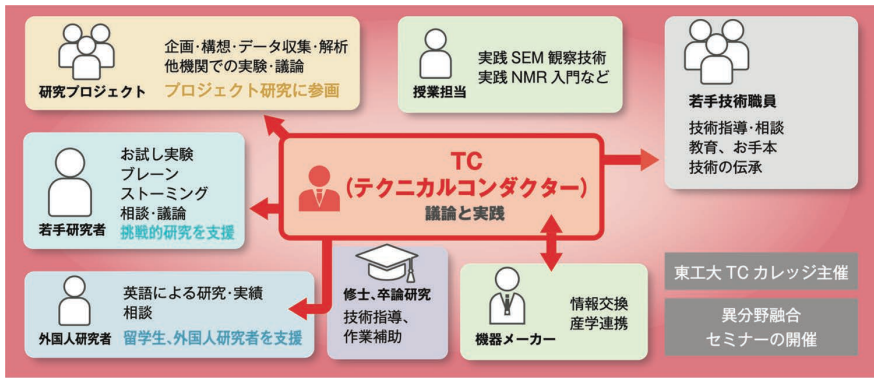 研究プロジェクト
企画・構想・データ収集・解析
他機関での実験・議論
プロジェクト研究に参画
授業担当
実践 SEM 観察技術
実践 NMR 入門など
若手技術職員
技術指導・相談
教育、お手本
技術の伝承
若手研究者
お試し実験
ブレーン
ストーミング
相談・議論
挑戦的研究を支援
TC
(テクニカルコンダクター)
議論と実践
外国人研究者
英語による研究・実績
相談
留学生、外国人研究者を支援
修士、卒論研究
技術指導、
作業補助
機器メーカー
情報交換
産学連携
東工大 TC カレッジ主催
異分野融合
セミナーの開催